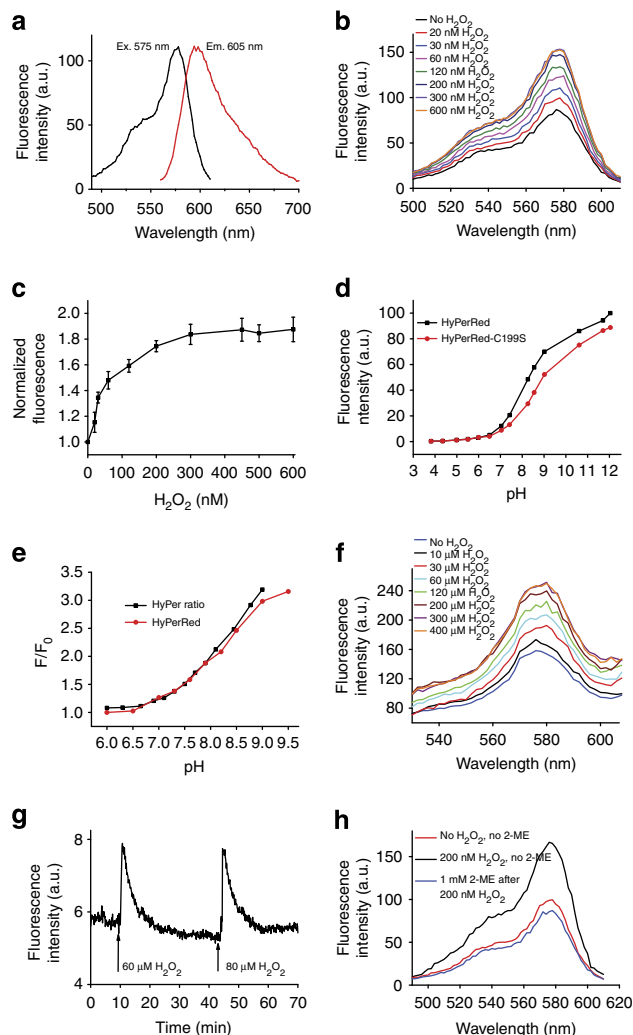 a
Ex. 575 nm
Em. 605 nm
Fluorescence
intensity (a.u.)
100
50
0
500
550
600
650
700
Wavelength (nm)
b
No H2O2
20 nM H2O2
30 nM H2O2
60 nM H2O2
120 nM H2O2
200 nM H2O2
300 nM H2O2
600 nM H2O2
Fluorescence
intensity (a.u.)
150
100
50
0
500
520
540
560
580
600
Wavelength (nm)
c
Normalized
fluorescence
2.0
1.8
1.6
1.4
1.2
1.0
0
100
200
300
400
500
600
H2O2 (nM)
d
HyPerRed
HyPerRed-C199S
Fluorescence
ntensity (a.u.)
100
80
60
40
20
0
3
4
5
6
7
8
9
10
11
12
pH
e
HyPer ratio
HyPerRed
F/F0
3.5
3.0
2.5
2.0
1.5
1.0
6.0
6.5
7.0
7.5
8.0
8.5
9.0
9.5
pH
f
No H2O2
10 μM H2O2
30 μM H2O2
60 μM H2O2
120 μM H2O2
200 μM H2O2
300 μM H2O2
400 μM H2O2
Fluorescence
intensity (a.u.)
240
200
160
120
80
540
560
580
600
Wavelength (nm)
g
Fluorescence
intensity (a.u.)
8
6
4
60 μM H2O2
80 μM H2O2
0
10
20
30
40
50
60
70
Time (min)
h
No H2O2, no 2-ME
200 nM H2O2, no 2-ME
1 mM 2-ME after
200 nM H2O2
Fluorescence
intensity (a.u.)
150
100
50
0
500
520
540
560
580
600
620
Wavelength (nm)